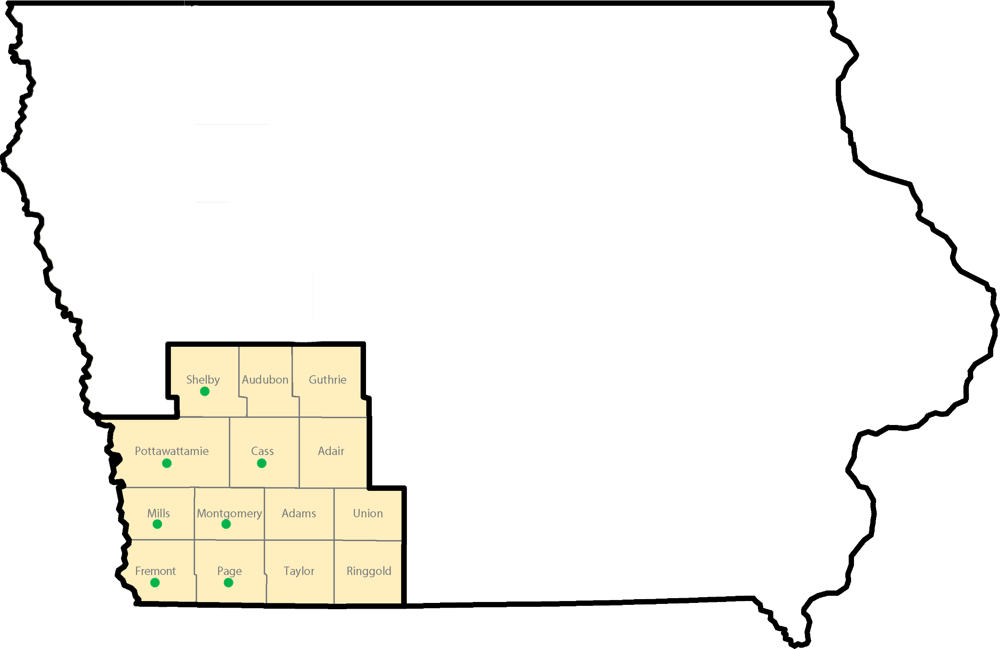 Shelby Audubon Guthrie
Pottawattamie Cass Adair
Mills Montgomery Adams Union
Fremont Page Taylor Ringgold